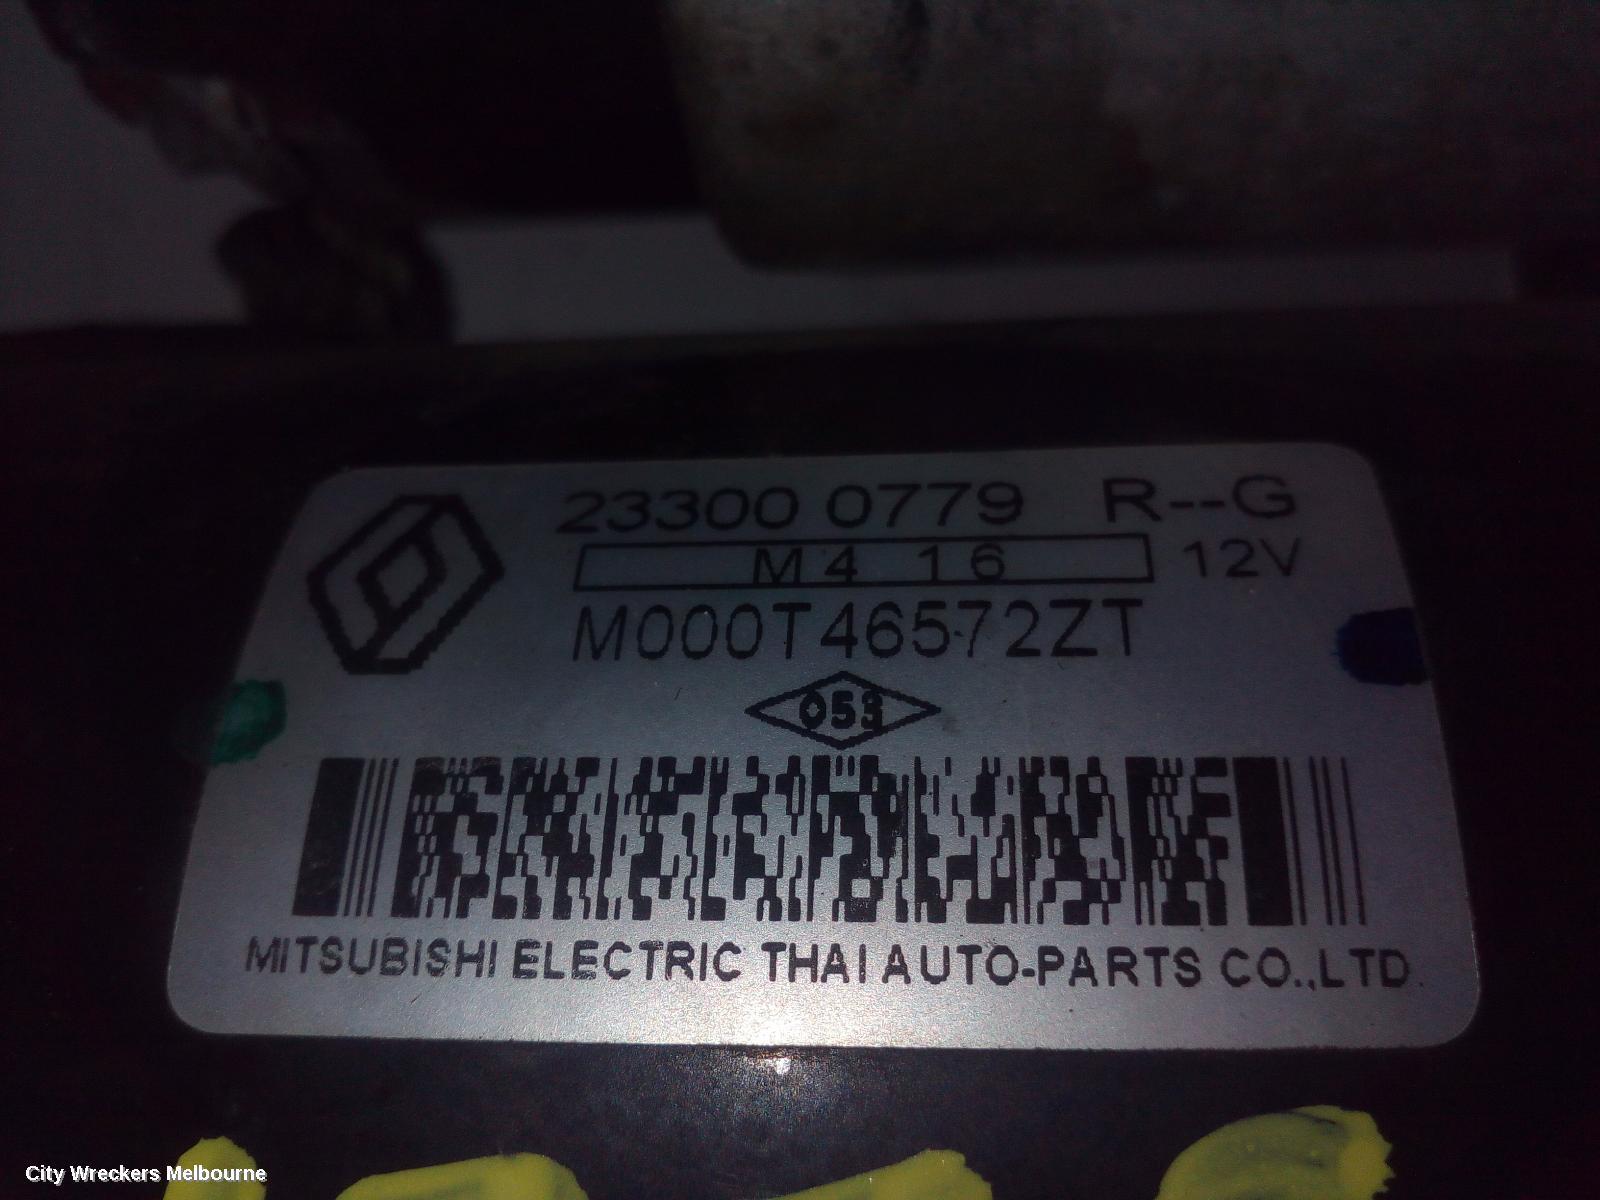 23300 0779 R--G
M4 16 12V
M000T46572ZT
053
MITSUBISHI ELECTRIC THAI AUTO-PARTS CO.,LTD.
City Wreckers Melbourne